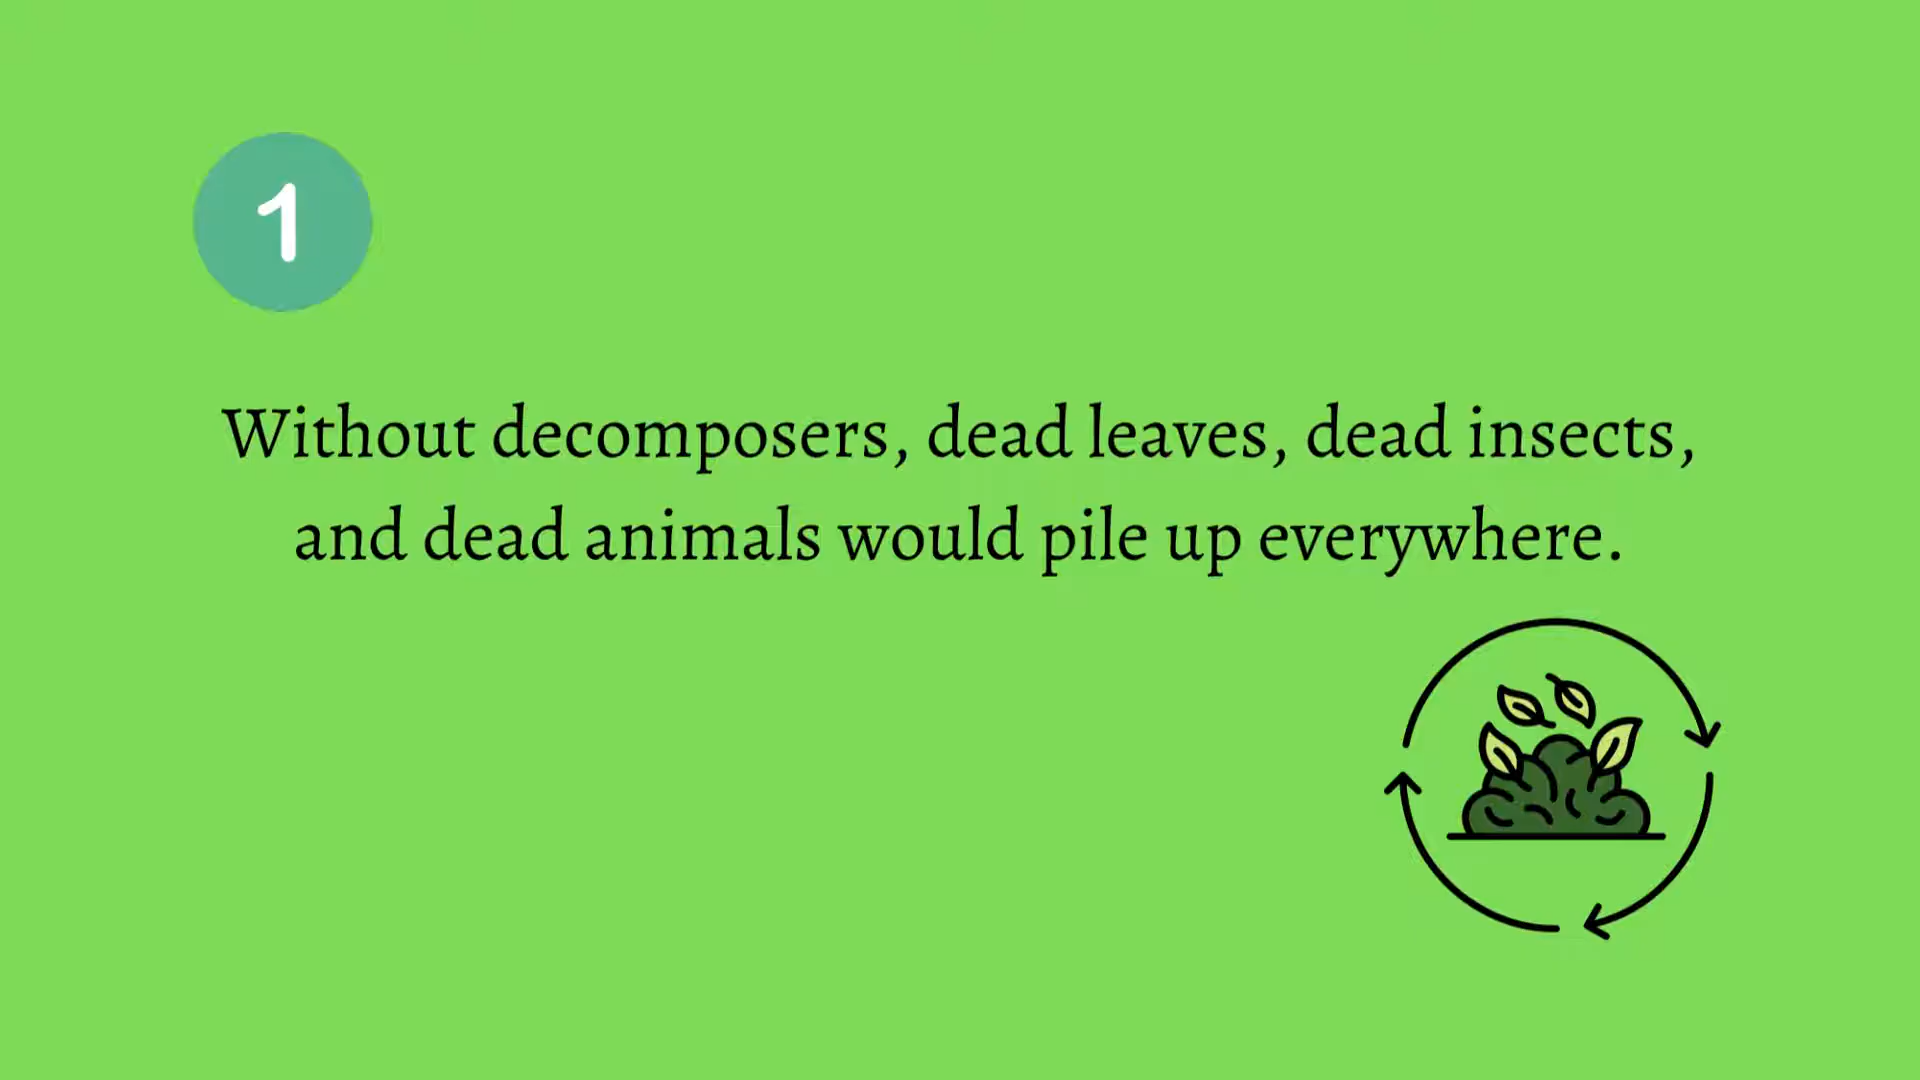 1
Without decomposers, dead leaves, dead insects,
and dead animals would pile up everywhere.